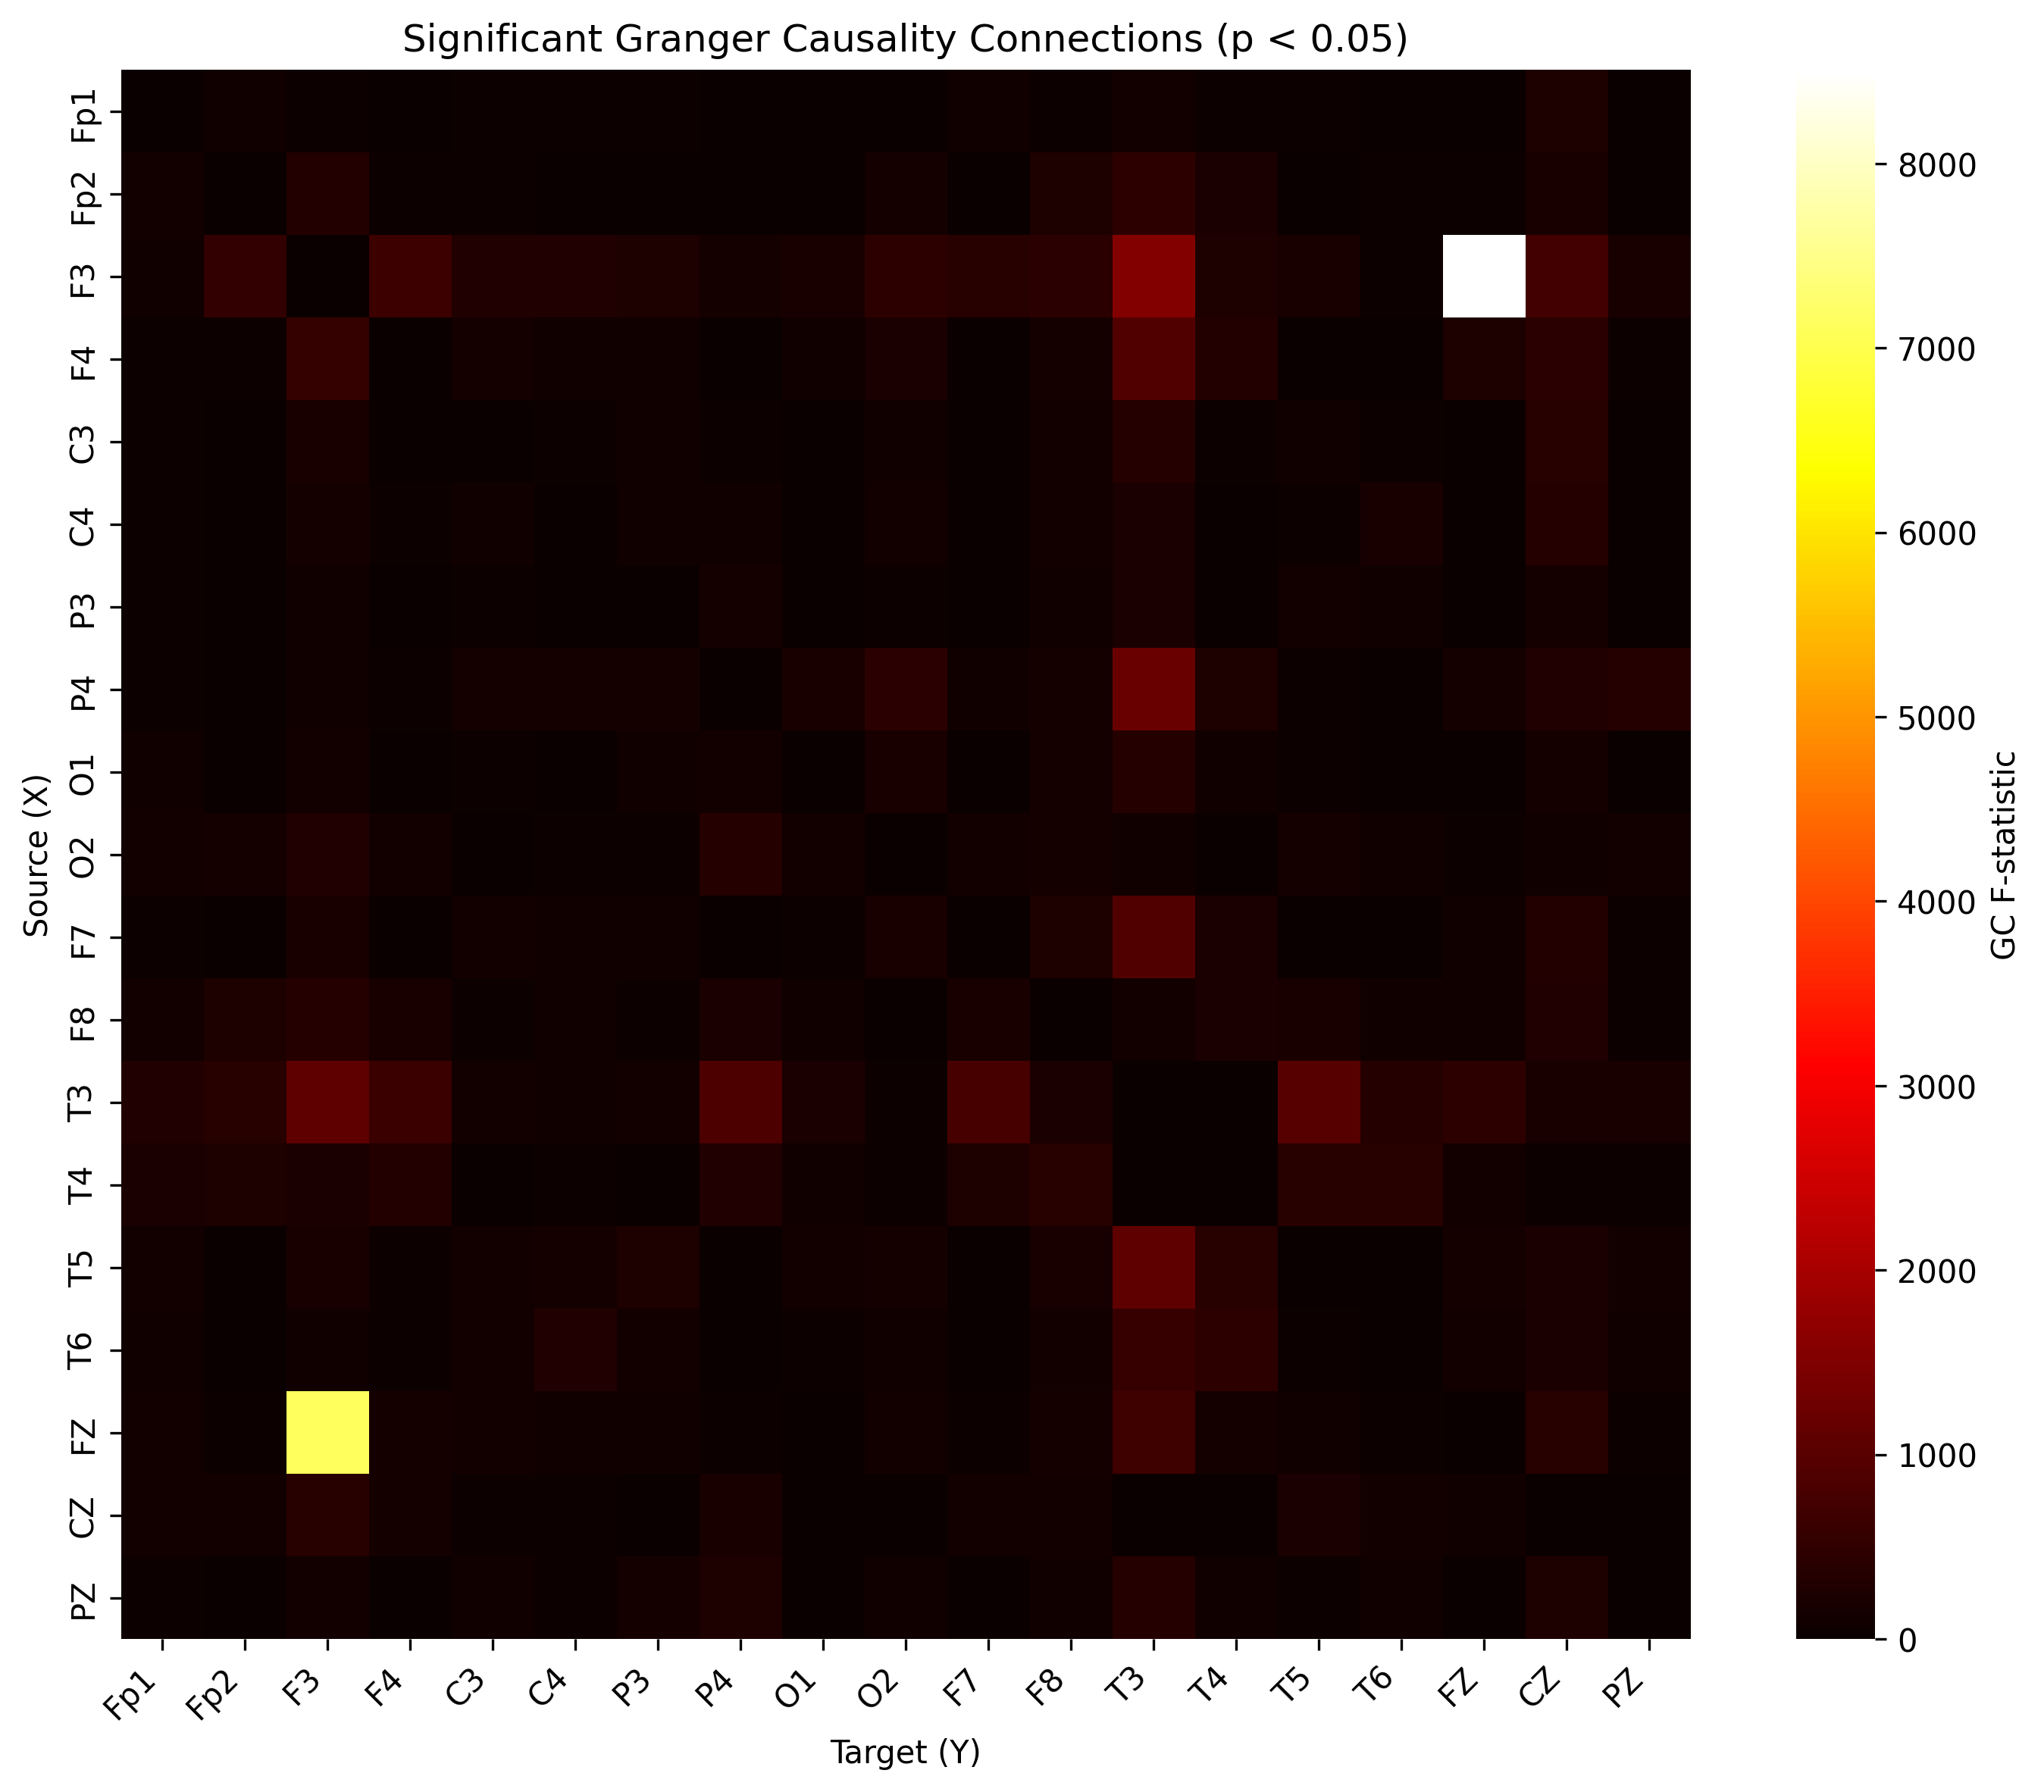 Significant Granger Causality Connections (p < 0.05)
Source (X)
Fp1
Fp2
F3
F4
C3
C4
P3
P4
O1
O2
F7
F8
T3
T4
T5
T6
FZ
CZ
PZ
Fp1 Fp2 F3 F4 C3 C4 P3 P4 O1 O2 F7 F8 T3 T4 T5 T6 FZ CZ PZ
Target (Y)
8000
7000
6000
5000
4000
3000
2000
1000
0
GC F-statistic